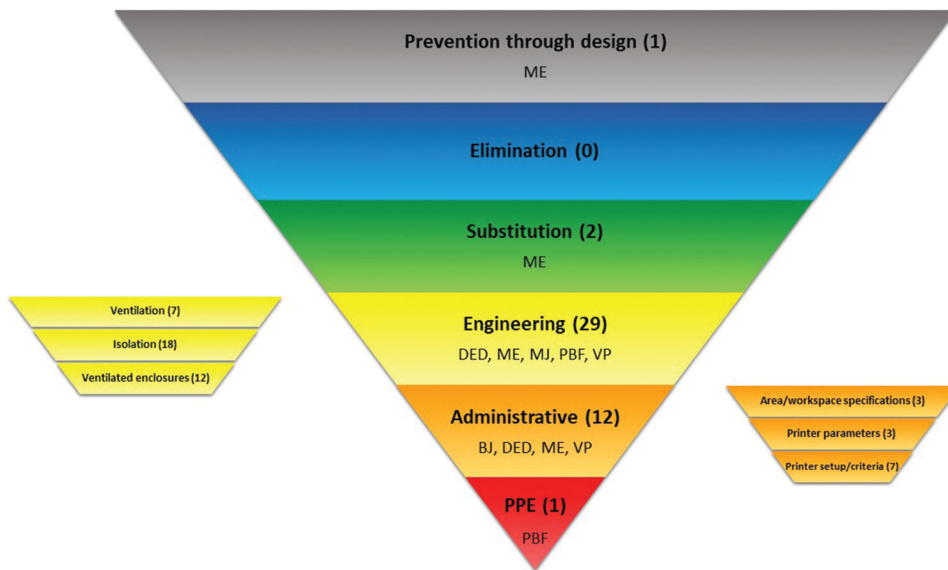 Prevention through design (1)
ME
Elimination (0)
Substitution (2)
ME
Engineering (29)
DED, ME, MJ, PBF, VP
Ventilation (7)
Isolation (18)
Ventilated enclosures (12)
Administrative (12)
BJ, DED, ME, VP
Area/workspace specifications (3)
Printer parameters (3)
Printer setup/criteria (7)
PPE (1)
PBF